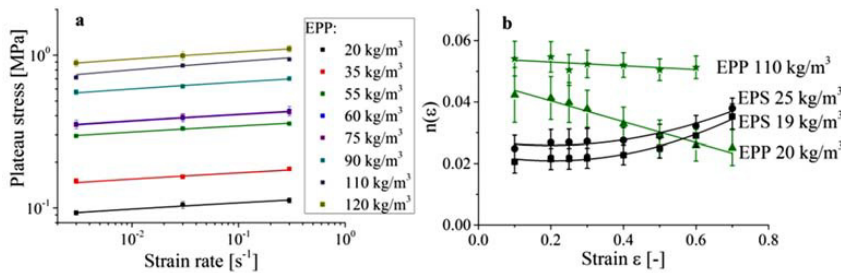 a
EPP:
20 kg/m³
35 kg/m³
55 kg/m³
60 kg/m³
75 kg/m³
90 kg/m³
110 kg/m³
120 kg/m³
Plateau stress [MPa]
10⁰
10⁻¹
10⁻²
10⁻¹
10⁰
Strain rate [s⁻¹]
b
n(ε)
0.06
0.04
0.02
0.00
EPP 110 kg/m³
EPS 25 kg/m³
EPS 19 kg/m³
EPP 20 kg/m³
0.0
0.2
0.4
0.6
0.8
Strain ε [-]